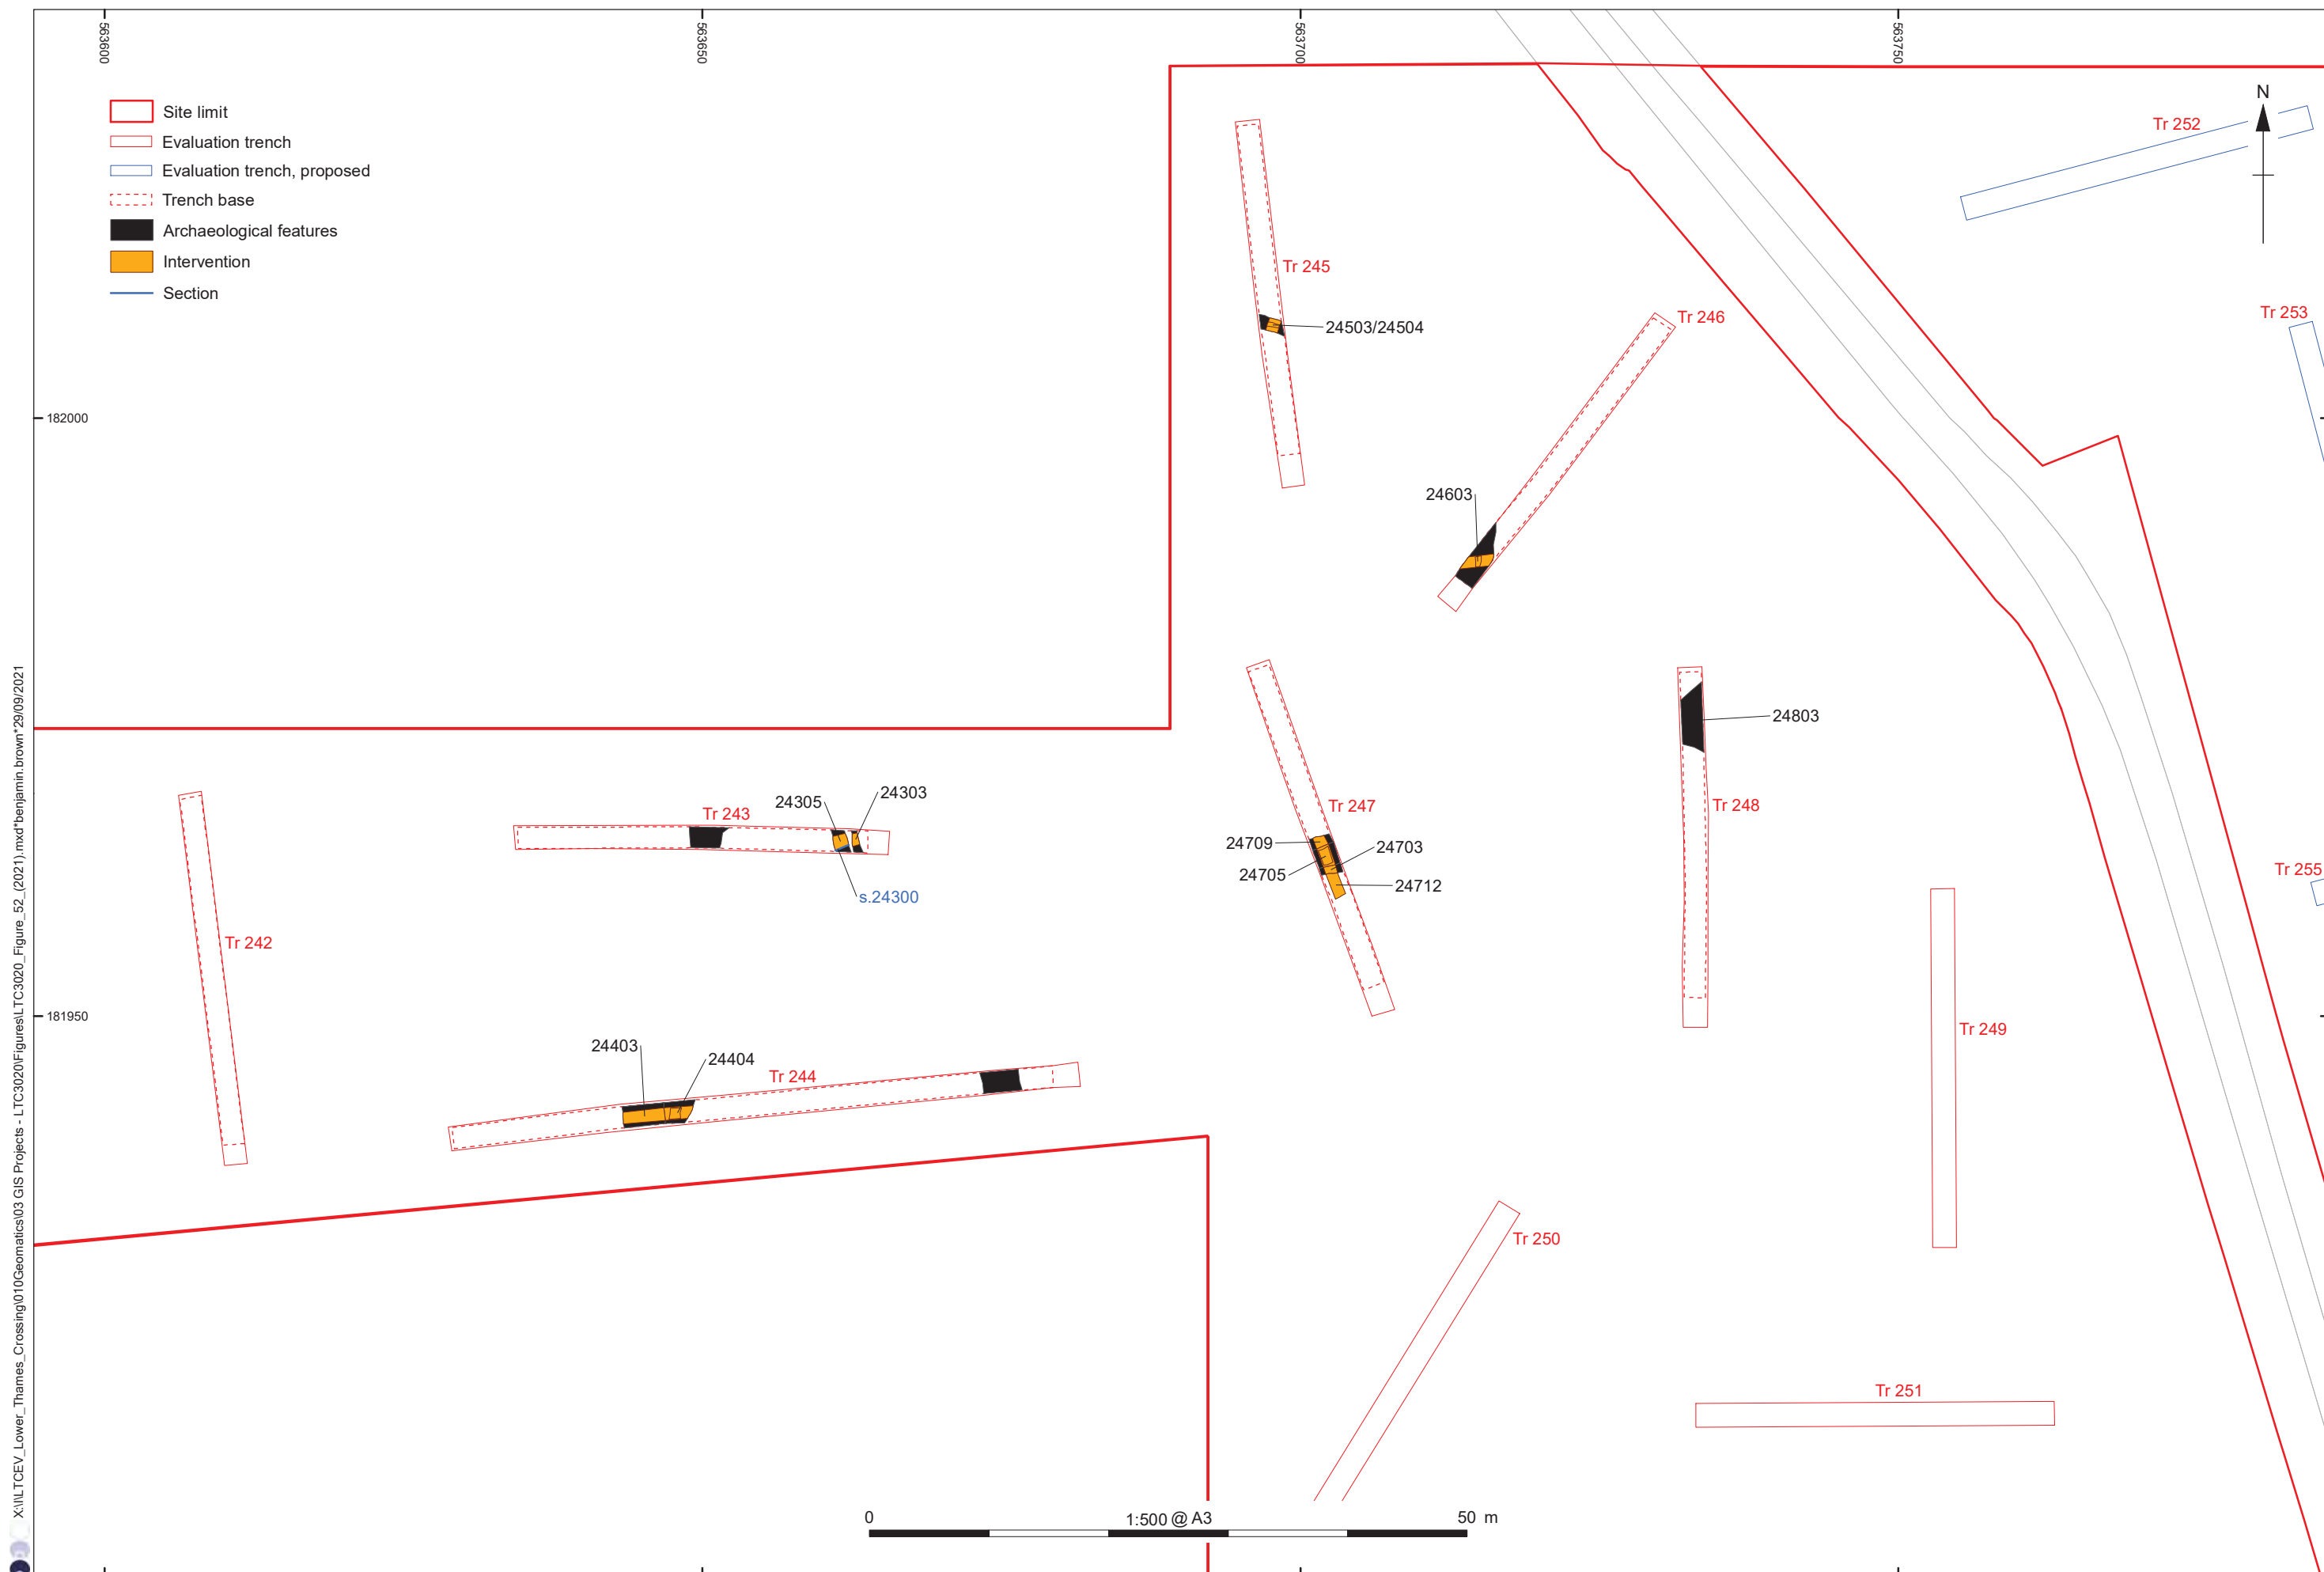 563600
563650
563700
563750
Site limit
Evaluation trench
Evaluation trench, proposed
Trench base
Archaeological features
Intervention
Section
N
Tr 252
Tr 245
Tr 246
Tr 253
24503/24504
182000
24603
24803
24305
24303
Tr 243
Tr 247
Tr 248
24709
24703
24705
24712
Tr 255
s.24300
Tr 242
181950
Tr 249
24403
24404
Tr 244
Tr 250
Tr 251
0
1:500 @ A3
50 m
X:\I\LTCEV_Lower_Thames_Crossing\010Geomatics\03 GIS Projects - LTC3020\Figures\LTC3020_Figure_52_(2021).mxd*benjamin.brown*29/09/2021